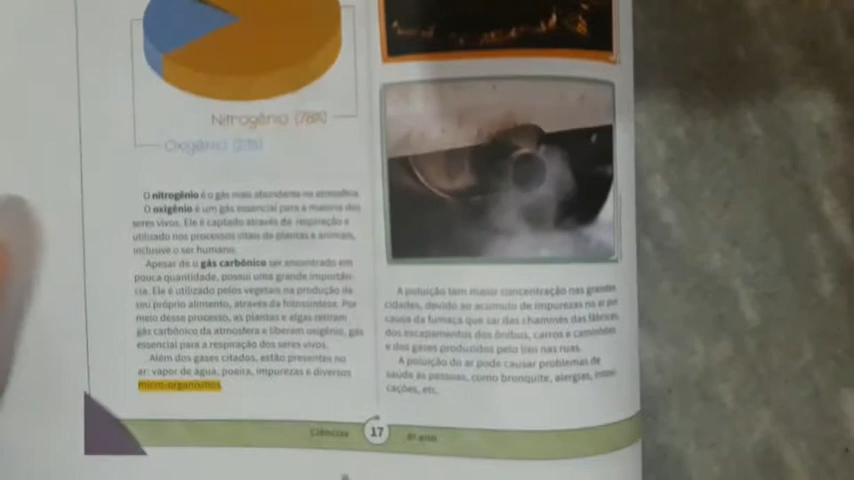 Nitrogênio (78%)
Oxigênio (21%)
O nitrogênio é o gás mais abundante na atmosfera.
O oxigênio é um gás essencial para a maioria dos
seres vivos. Ele é captado através da respiração e
utilizado nos processos vitais de plantas e animais,
inclusive o ser humano.
Apesar de o gás carbônico ser encontrado em
pouca quantidade, possui uma grande importân-
cia. Ele é utilizado pelos vegetais na produção de
seu próprio alimento, através da fotossíntese. Por
meio desse processo, as plantas e algas retiram
gás carbônico da atmosfera e liberam oxigênio, gás
essencial para a respiração dos seres vivos.
Além dos gases citados, estão presentes no
ar: vapor de água, poeira, impurezas e diversos
micro-organismos.
A poluição tem maior concentração nas grandes
cidades, devido ao acúmulo de impurezas no ar por
causa da fumaça que sai das chaminés das fábricas,
dos escapamentos dos ônibus, carros e caminhões
e dos gases produzidos pelo lixo nas ruas.
A poluição do ar pode causar problemas de
saúde às pessoas, como bronquite, alergias, intoxi-
cações, etc.
Ciências 17 ano